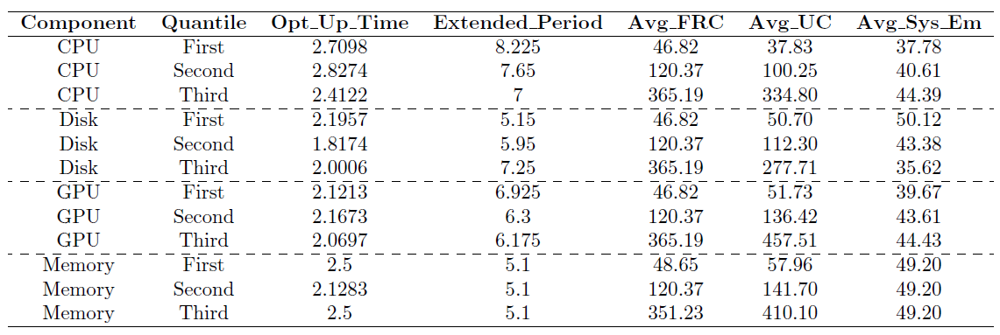 Component Quantile Opt_Up_Time Extended_Period Avg_FRC Avg_UC Avg_Sys_Em
CPU First 2.7098 8.225 46.82 37.83 37.78
CPU Second 2.8274 7.65 120.37 100.25 40.61
CPU Third 2.4122 7 365.19 334.80 44.39
Disk First 2.1957 5.15 46.82 50.70 50.12
Disk Second 1.8174 5.95 120.37 112.30 43.38
Disk Third 2.0006 7.25 365.19 277.71 35.62
GPU First 2.1213 6.925 46.82 51.73 39.67
GPU Second 2.1673 6.3 120.37 136.42 43.61
GPU Third 2.0697 6.175 365.19 457.51 44.43
Memory First 2.5 5.1 48.65 57.96 49.20
Memory Second 2.1283 5.1 120.37 141.70 49.20
Memory Third 2.5 5.1 351.23 410.10 49.20